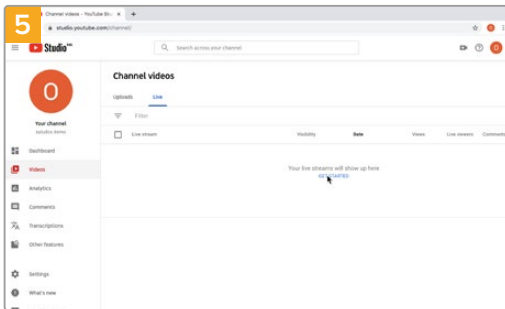 5
Channel videos - YouTube Stu
studio.youtube.com/channel/
Studio
Search across your channel
O
O
Your channel
Channel videos
Uploads Live
Filter
Live stream Visibility Date Views Live viewers Comments
Your live streams will show up here
GET STARTED
Dashboard
Videos
Analytics
Comments
Transcriptions
Other features
Settings
What's new